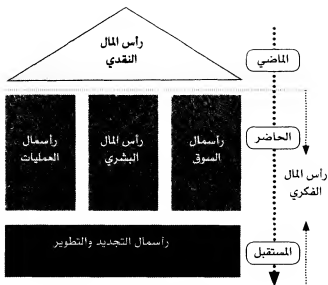 رأس المال
النقدي
الماضي
رأسمال
السوق
رأس المال
البشري
رأسمال
العمليات
الحاضر
رأس المال
الفكري
رأسمال التجديد والتطوير
المستقبل